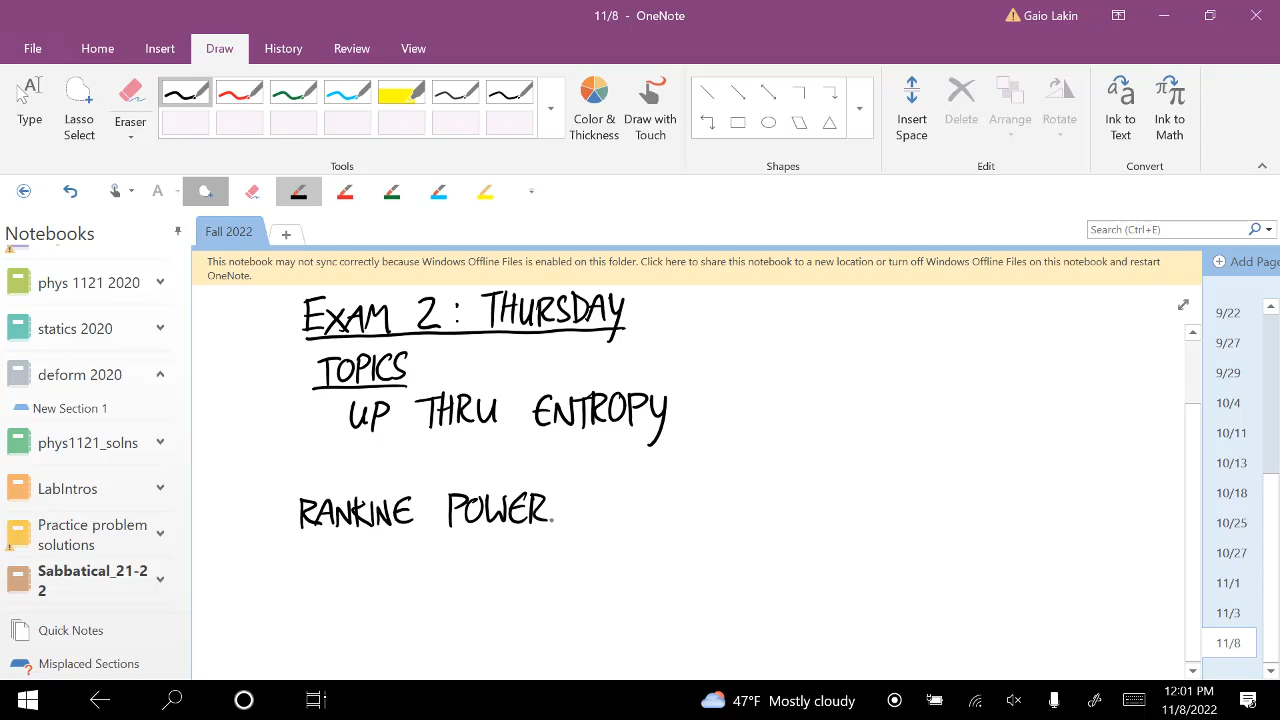 11/8 - OneNote
Gaio Lakin
File Home Insert Draw History Review View
Type
Lasso Select
Eraser
Color & Thickness
Draw with Touch
Insert Space
Delete
Arrange
Rotate
Ink to Text
Ink to Math
Tools
Shapes
Edit
Convert
A
Notebooks
Fall 2022
Search (Ctrl+E)
This notebook may not sync correctly because Windows Offline Files is enabled on this folder. Click here to share this notebook to a new location or turn off Windows Offline Files on this notebook and restart
OneNote.
Add Page
phys 1121 2020
statics 2020
deform 2020
New Section 1
phys1121_solns
LabIntros
Practice problem
solutions
Sabbatical_21-2
2
Quick Notes
Misplaced Sections
EXAM 2 : THURSDAY
TOPICS
UP THRU ENTROPY
RANKINE POWER
9/22
9/27
9/29
10/4
10/11
10/13
10/18
10/25
10/27
11/1
11/3
11/8
47°F Mostly cloudy
12:01 PM
11/8/2022